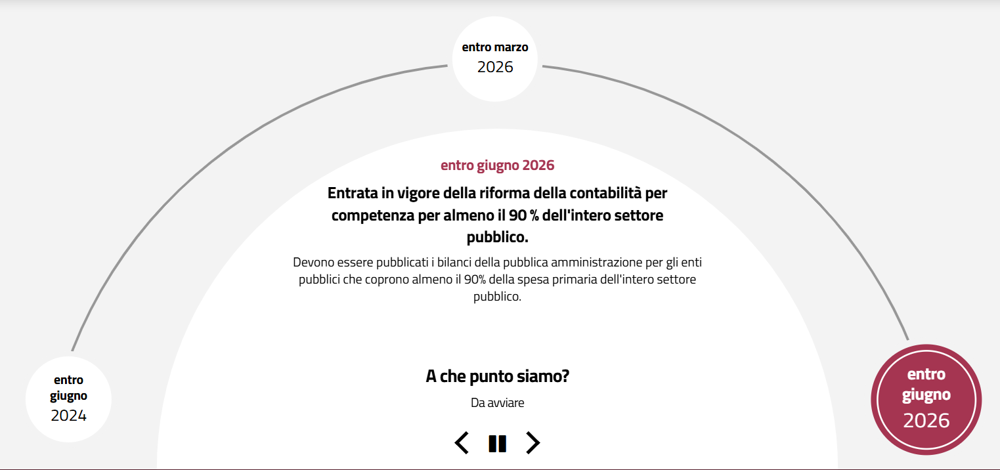 entro marzo
2026
entro giugno 2026
Entrata in vigore della riforma della contabilità per
competenza per almeno il 90 % dell'intero settore
pubblico.
Devono essere pubblicati i bilanci della pubblica amministrazione per gli enti
pubblici che coprono almeno il 90% della spesa primaria dell'intero settore
pubblico.
A che punto siamo?
Da avviare
entro
giugno
2024
entro
giugno
2026